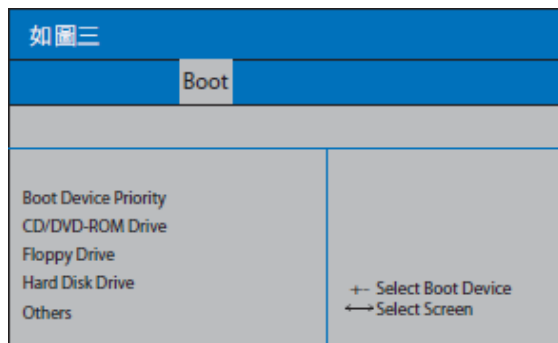 如圖三
Boot
Boot Device Priority
CD/DVD-ROM Drive
Floppy Drive
Hard Disk Drive
Others
+- Select Boot Device
←→ Select Screen